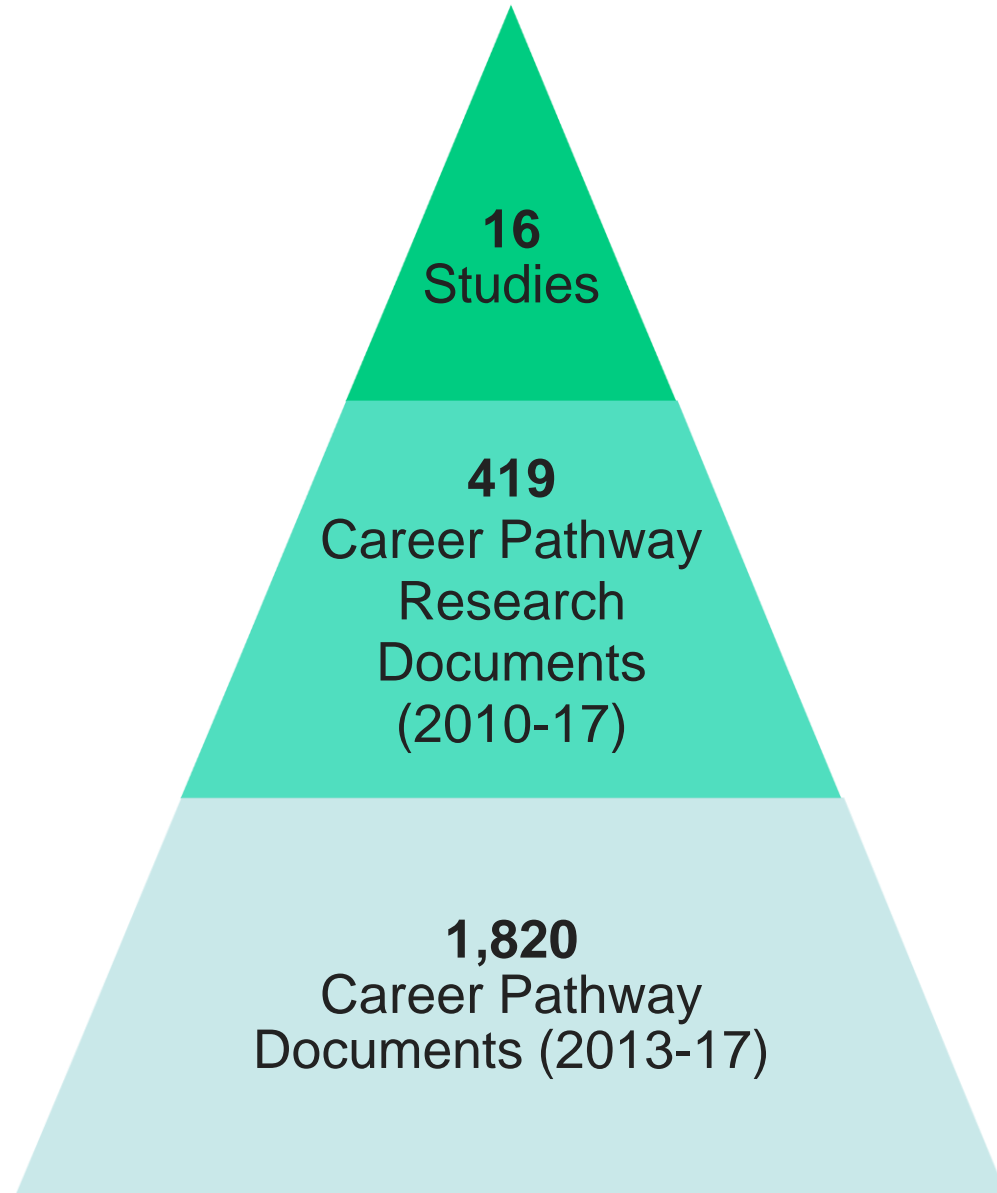 16
Studies
419
Career Pathway
Research
Documents
(2010-17)
1,820
Career Pathway
Documents (2013-17)